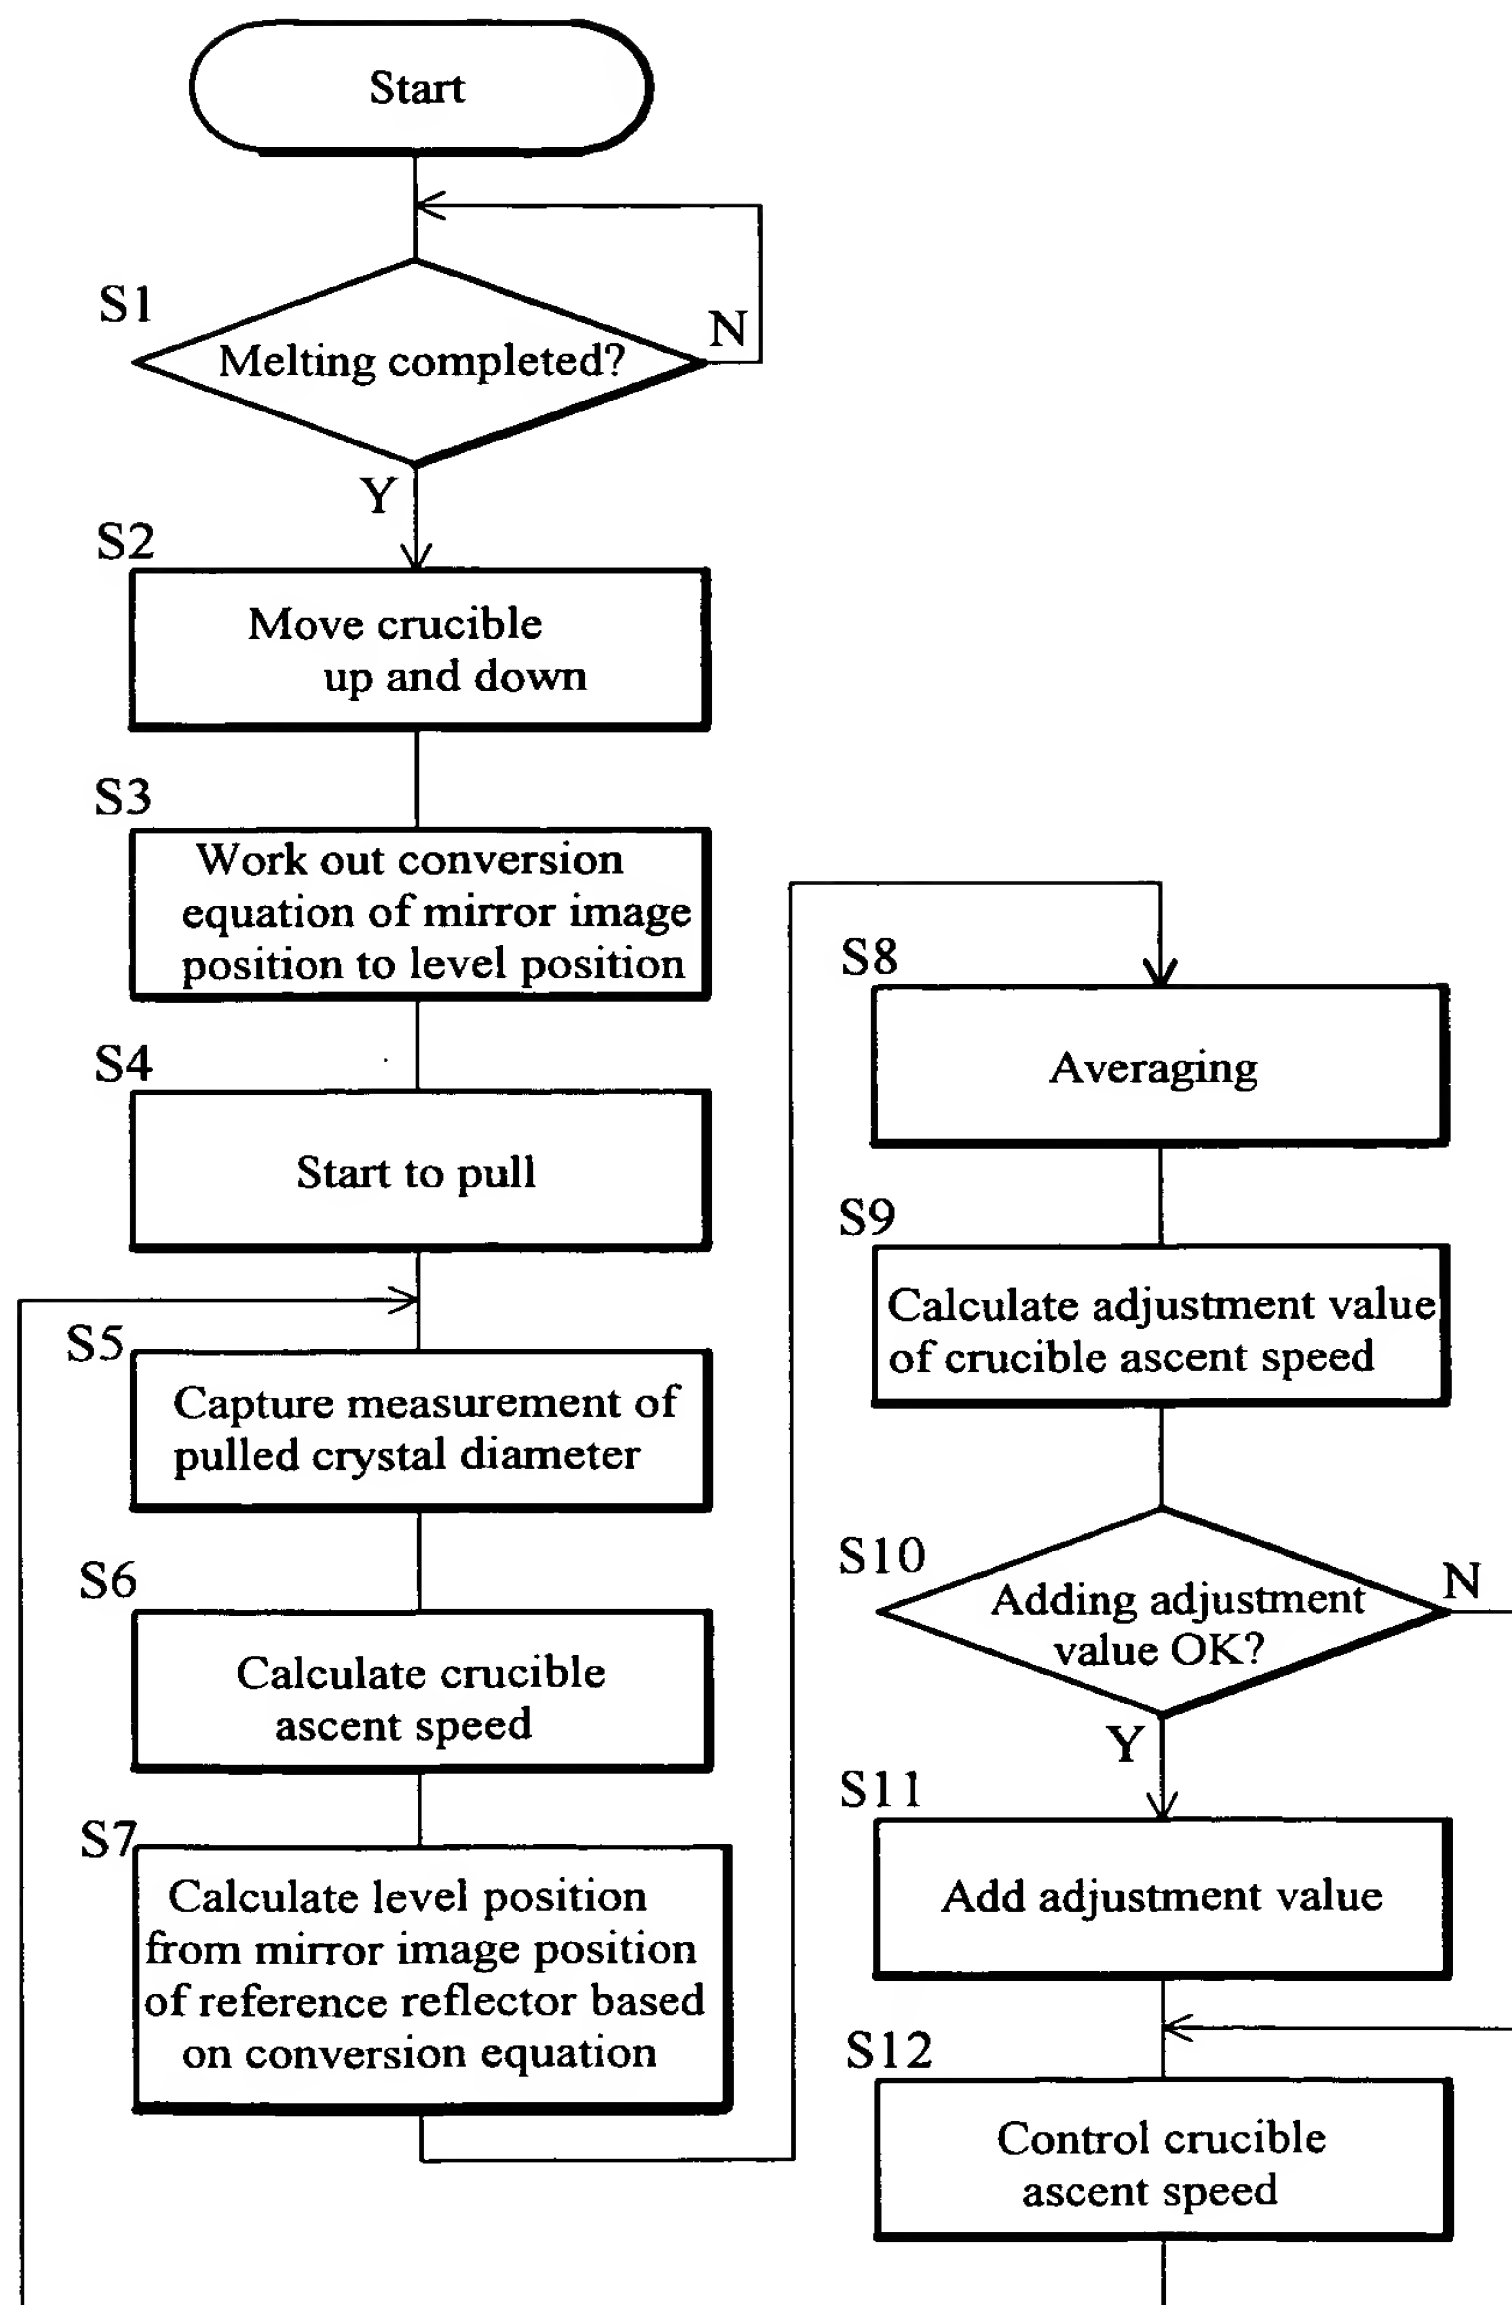 Start
S1
Melting completed?
N
Y
S2
Move crucible
up and down
S3
Work out conversion
equation of mirror image
position to level position
S4
Start to pull
S5
Capture measurement of
pulled crystal diameter
S6
Calculate crucible
ascent speed
S7
Calculate level position
from mirror image position
of reference reflector based
on conversion equation
S8
Averaging
S9
Calculate adjustment value
of crucible ascent speed
S10
Adding adjustment
value OK?
N
Y
S11
Add adjustment value
S12
Control crucible
ascent speed